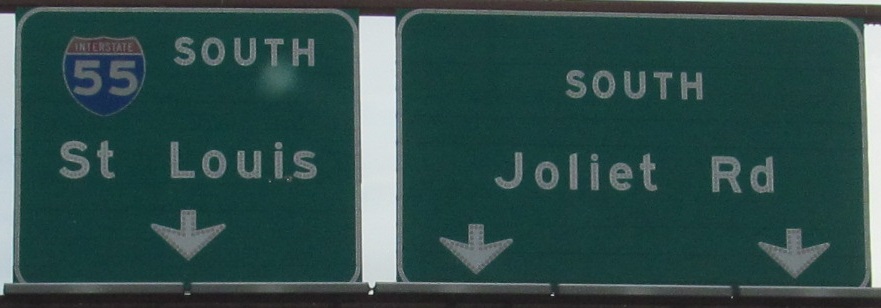 INTERSTATE
55
SOUTH
St Louis
SOUTH
Joliet Rd